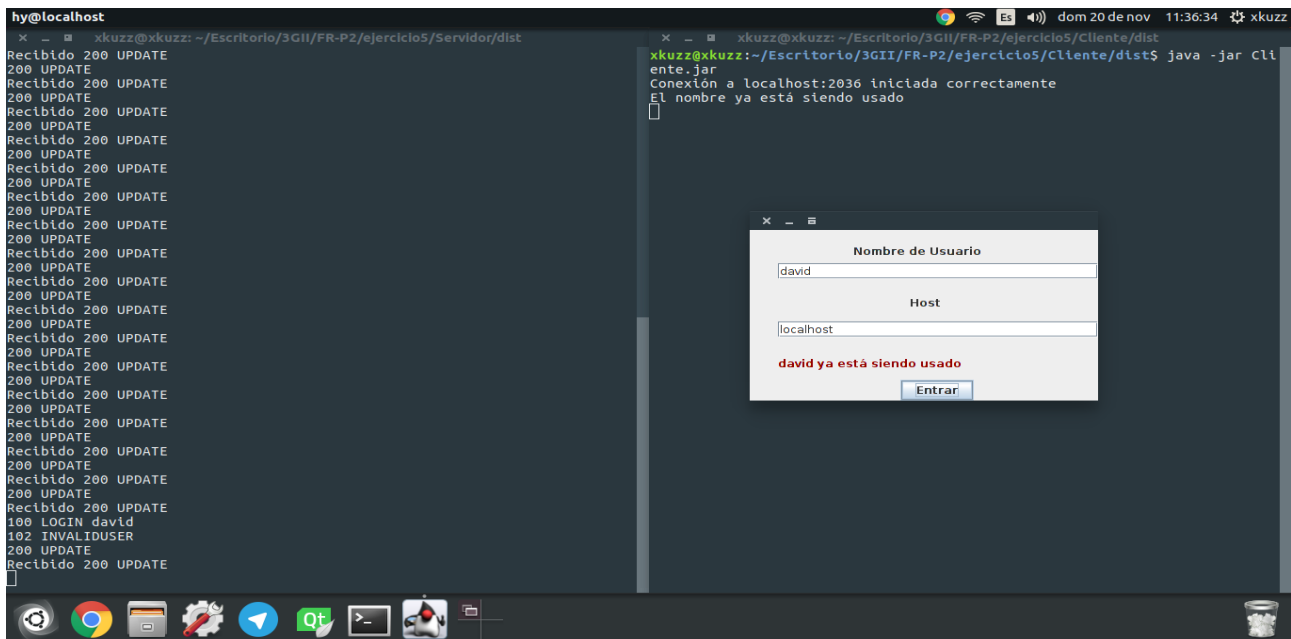 hy@localhost
Es dom 20 de nov 11:36:34 xkuzz
xkuzz@xkuzz: ~/Escritorio/3GII/FR-P2/ejercicio5/Servidor/dist
Recibido 200 UPDATE
200 UPDATE
Recibido 200 UPDATE
200 UPDATE
Recibido 200 UPDATE
200 UPDATE
Recibido 200 UPDATE
200 UPDATE
Recibido 200 UPDATE
200 UPDATE
Recibido 200 UPDATE
200 UPDATE
Recibido 200 UPDATE
200 UPDATE
Recibido 200 UPDATE
200 UPDATE
Recibido 200 UPDATE
200 UPDATE
Recibido 200 UPDATE
200 UPDATE
Recibido 200 UPDATE
200 UPDATE
Recibido 200 UPDATE
200 UPDATE
Recibido 200 UPDATE
200 UPDATE
Recibido 200 UPDATE
200 UPDATE
Recibido 200 UPDATE
200 UPDATE
Recibido 200 UPDATE
200 UPDATE
Recibido 200 UPDATE
100 LOGIN david
102 INVALIDUSER
200 UPDATE
Recibido 200 UPDATE
xkuzz@xkuzz: ~/Escritorio/3GII/FR-P2/ejercicio5/Cliente/dist
xkuzz@xkuzz:~/Escritorio/3GII/FR-P2/ejercicio5/Cliente/dist$ java -jar Cli
ente.jar
Conexión a localhost:2036 iniciada correctamente
El nombre ya está siendo usado
Nombre de Usuario
david
Host
localhost
david ya está siendo usado
Entrar
Qt